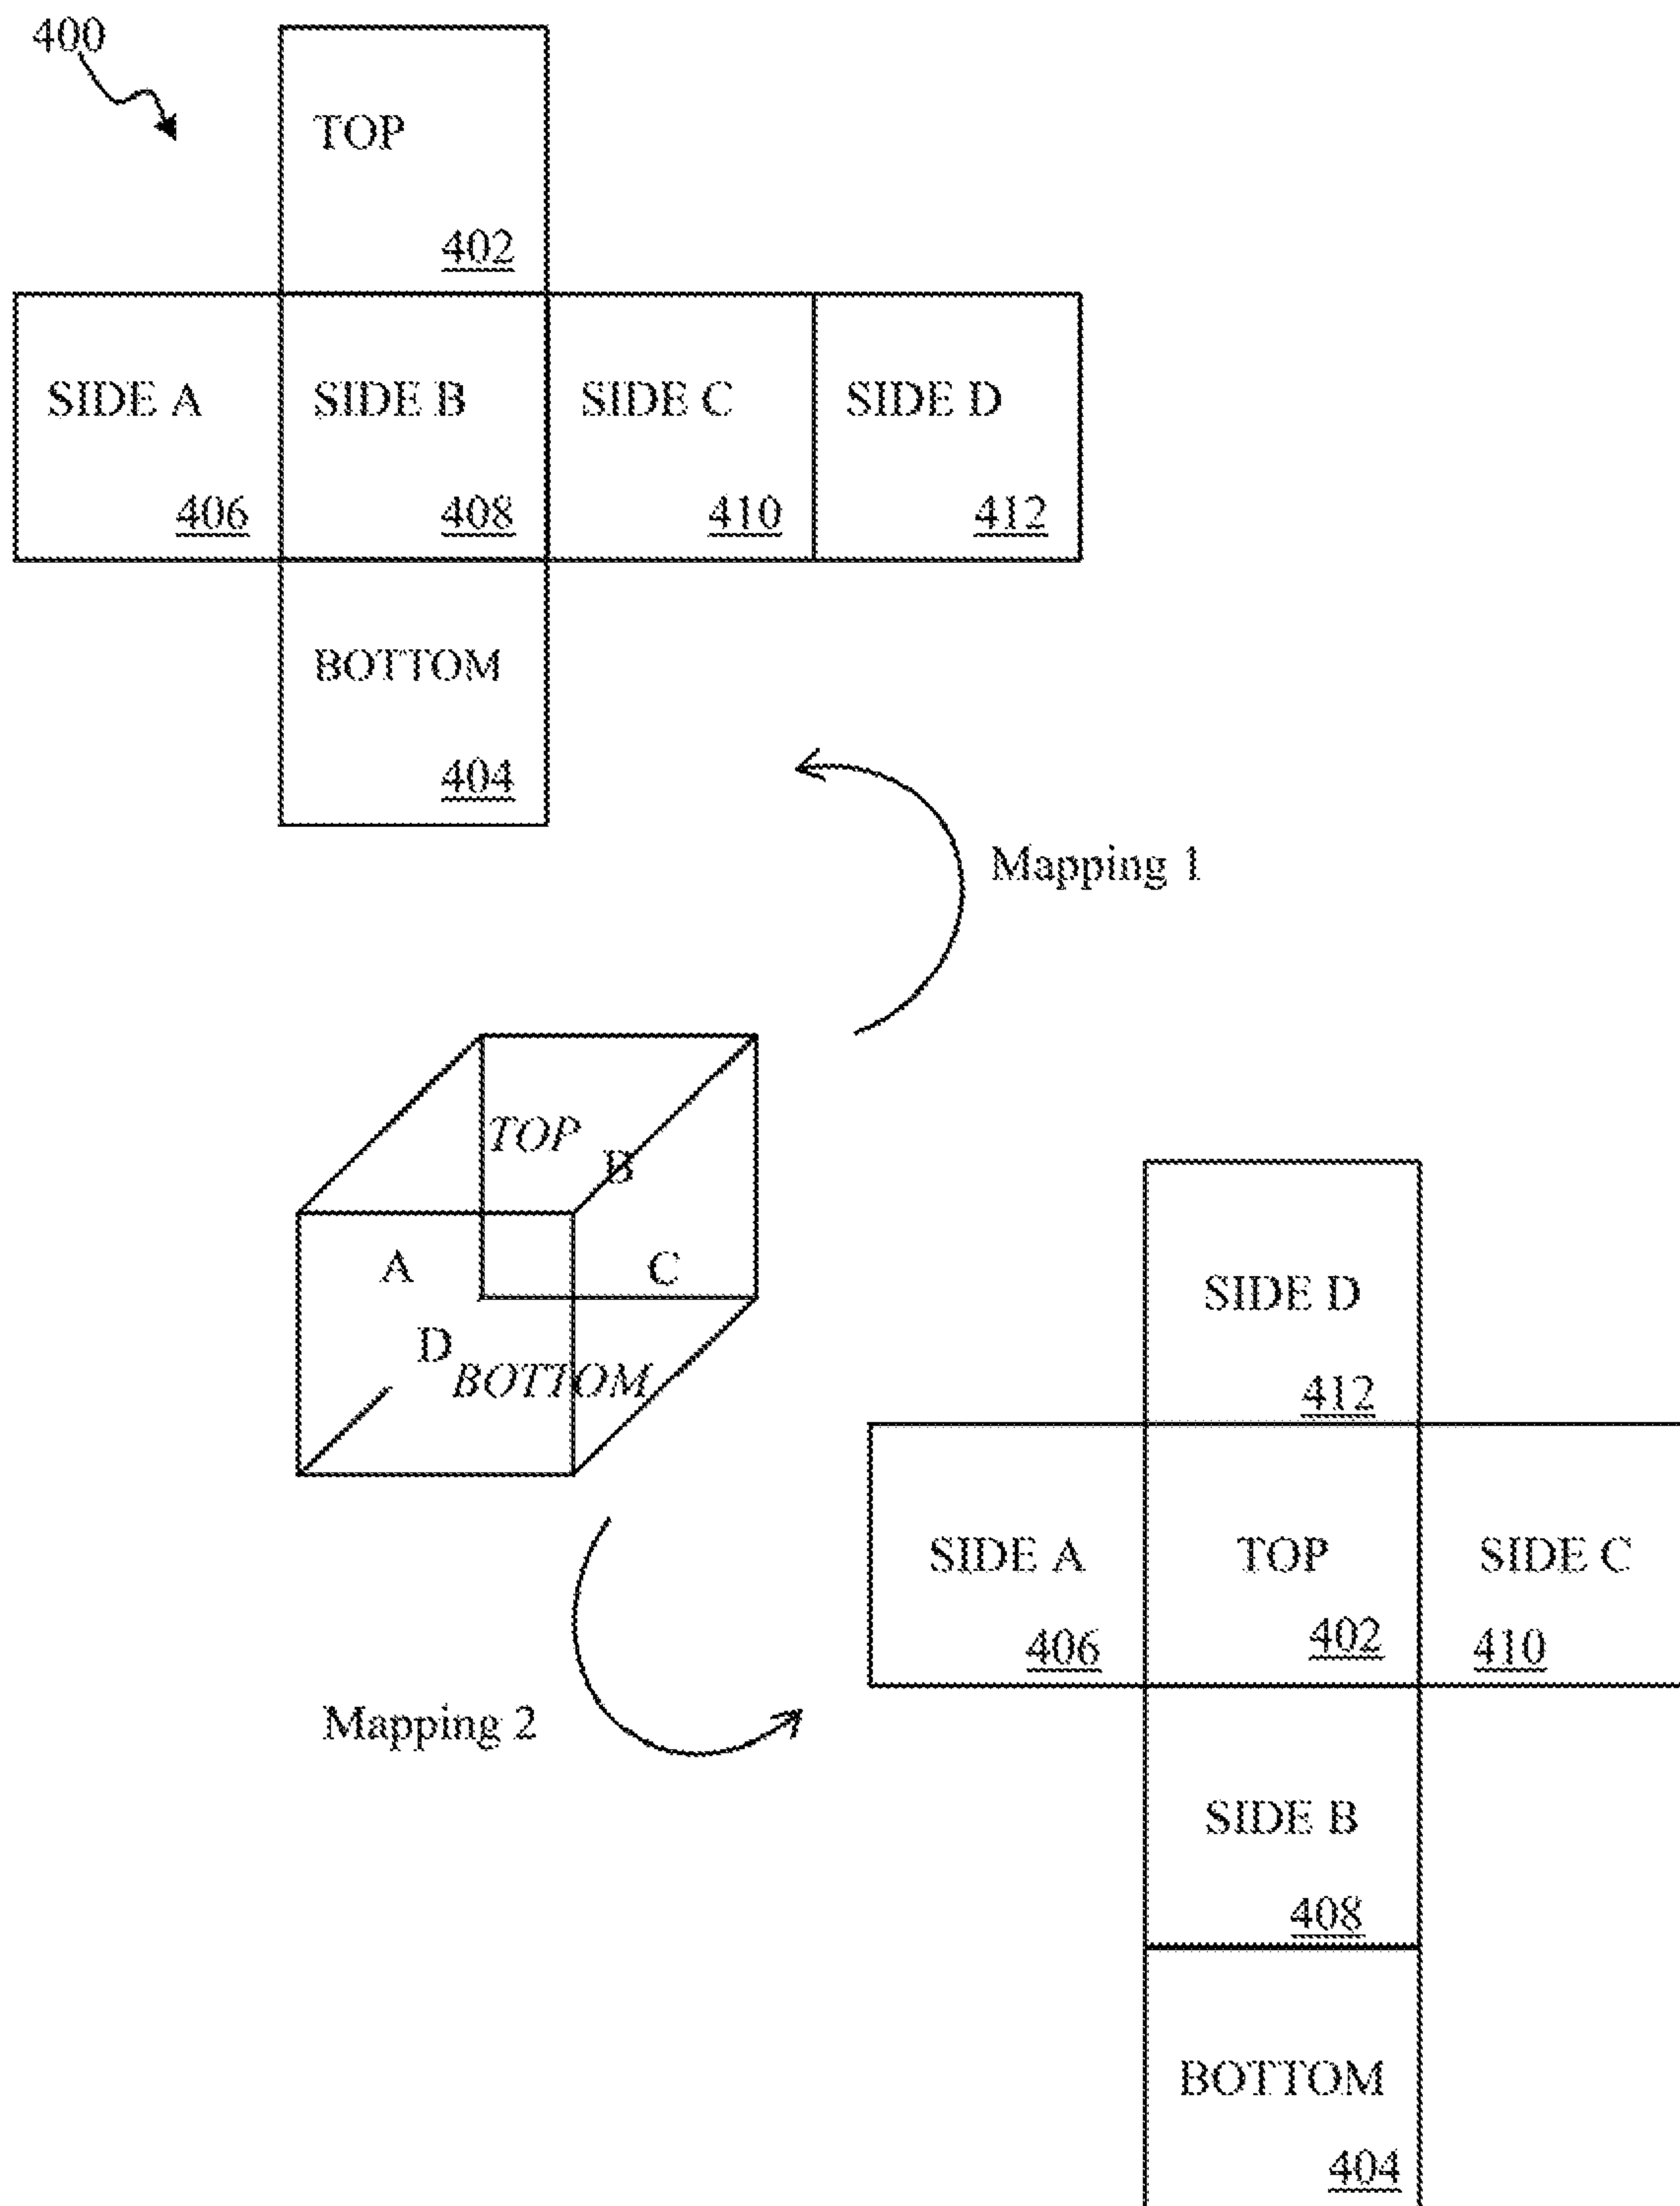 400
TOP
402
SIDE A SIDE B SIDE C SIDE D
406 408 410 412
BOTTOM
404
Mapping 1
TOP
B
A C
D
BOTTOM
SIDE D
412
SIDE A TOP SIDE C
406 402 410
Mapping 2
SIDE B
408
BOTTOM
404